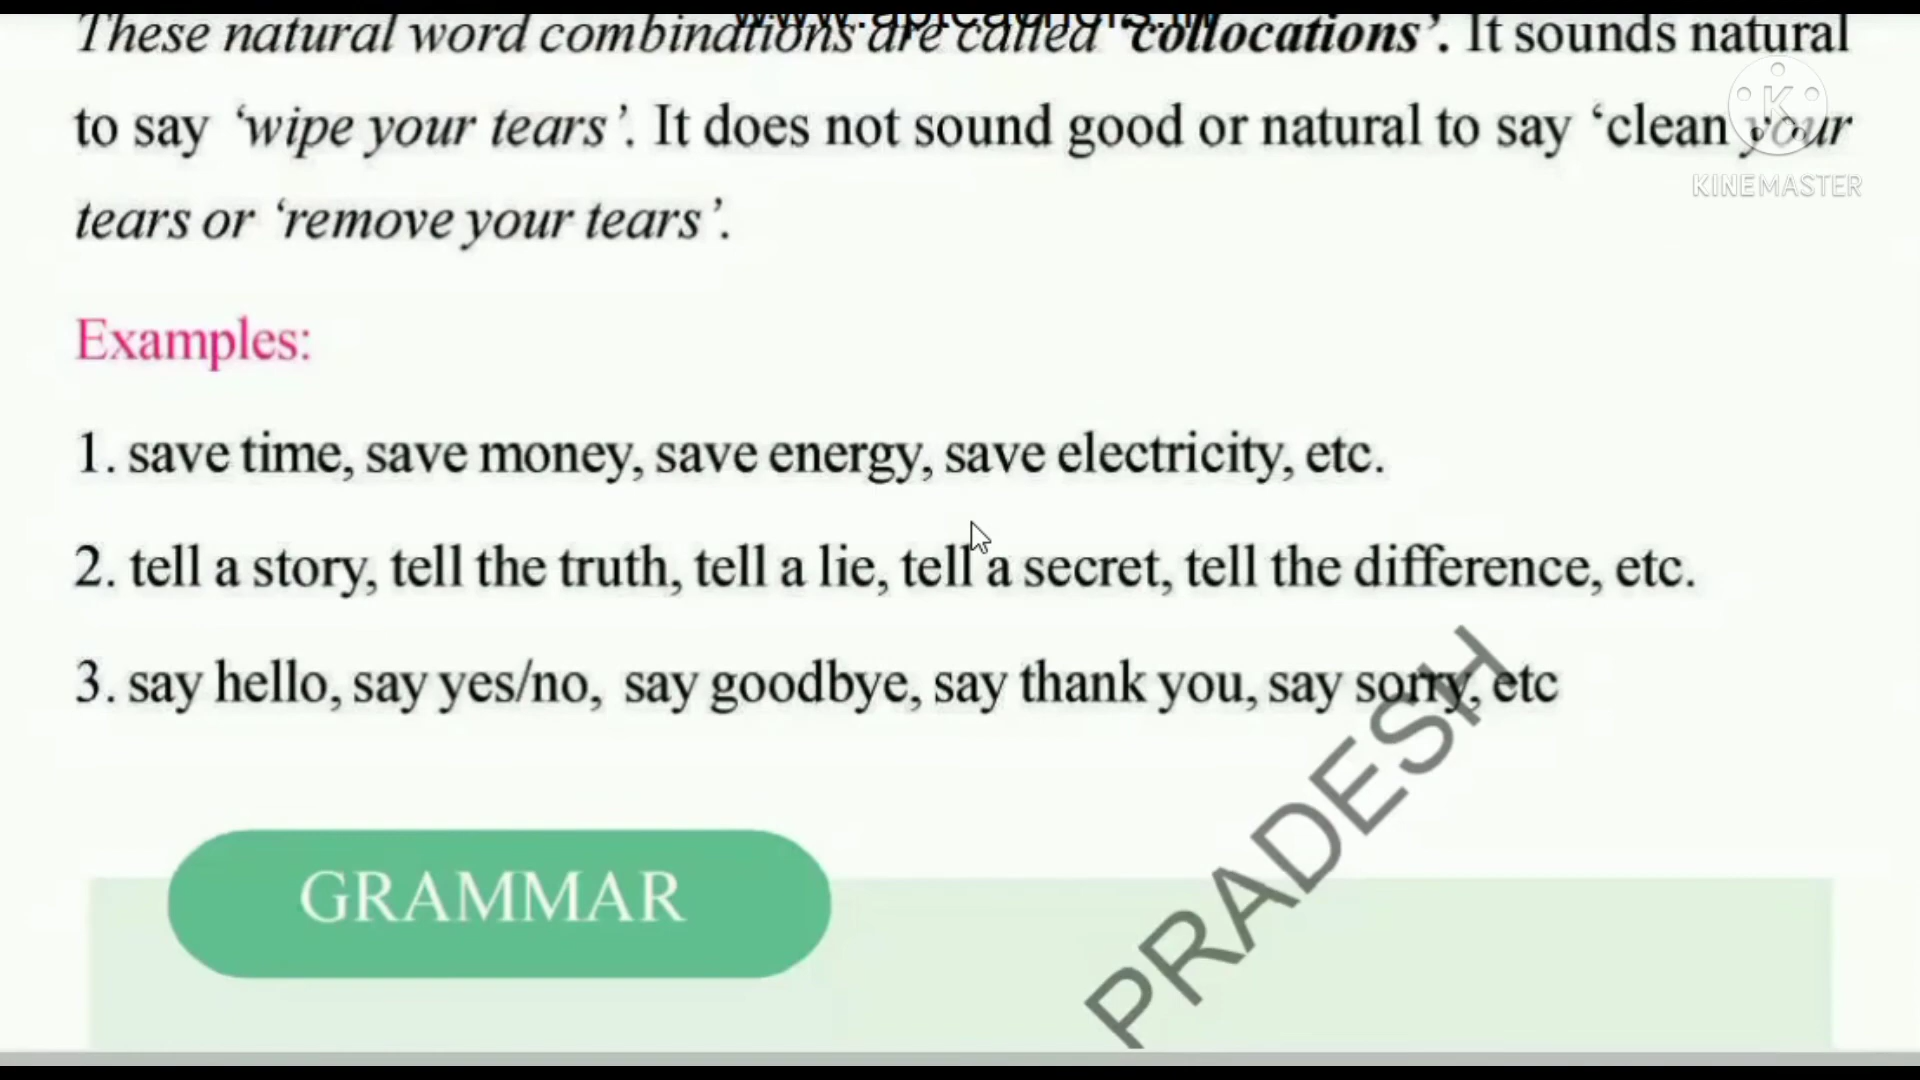 www.apteachers.in
These natural word combinations are called ‘collocations’. It sounds natural
to say ‘wipe your tears’. It does not sound good or natural to say ‘clean your
tears or ‘remove your tears’.
KINEMASTER
Examples:
1. save time, save money, save energy, save electricity, etc.
2. tell a story, tell the truth, tell a lie, tell a secret, tell the difference, etc.
3. say hello, say yes/no, say goodbye, say thank you, say sorry, etc
GRAMMAR
PRADESH